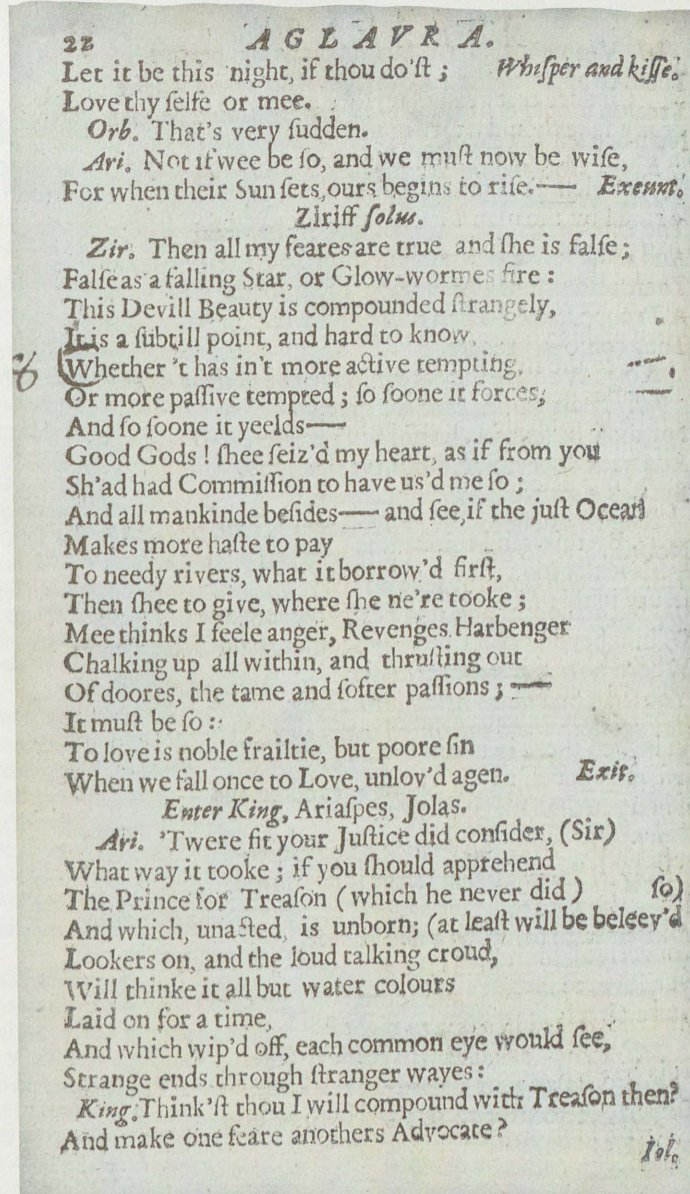 22 AGLAVRA.
Let it be this night, if thou do'ſt ; Whiſper and kiſſe.
Love thy ſelfe or mee.
Orb. That's very ſudden.
Ari. Not if wee be ſo, and we muſt now be wiſe,
For when their Sun ſets, ours begins to riſe.— Exeunt.
Ziriff ſolus.
Zir. Then all my feares are true and ſhe is falſe ;
Falſe as a falling Star, or Glow-wormes fire :
This Devill Beauty is compounded ſtrangely,
It is a ſubtill point, and hard to know,
8 Whether 't has in't more active tempting,
Or more paſſive tempted ; ſo ſoone it forces,
And ſo ſoone it yeelds—
Good Gods ! ſhee ſeiz'd my heart, as if from you
Sh'ad had Commiſſion to have us'd me ſo ;
And all mankinde beſides— and ſee, if the juſt Ocean
Makes more haſte to pay
To needy rivers, what it borrow'd firſt,
Then ſhee to give, where ſhe ne're tooke ;
Mee thinks I feele anger, Revenges Harbenger
Chalking up all within, and thruſting out
Of doores, the tame and ſofter paſſions ; —
It muſt be ſo :
To love is noble frailtie, but poore ſin
When we fall once to Love, unlov'd agen. Exit.
Enter King, Ariaſpes, Jolas.
Ari. 'Twere fit your Juſtice did conſider, (Sir)
What way it tooke ; if you ſhould apprehend
The Prince for Treaſon ( which he never did ) ſo)
And which, unacted, is unborn; (at leaſt will be beleev'd
Lookers on, and the loud talking croud,
Will thinke it all but water colours
Laid on for a time,
And which wip'd off, each common eye would ſee,
Strange ends through ſtranger wayes :
King. Think'ſt thou I will compound with Treaſon then?
And make one feare anothers Advocate ?
Iol.